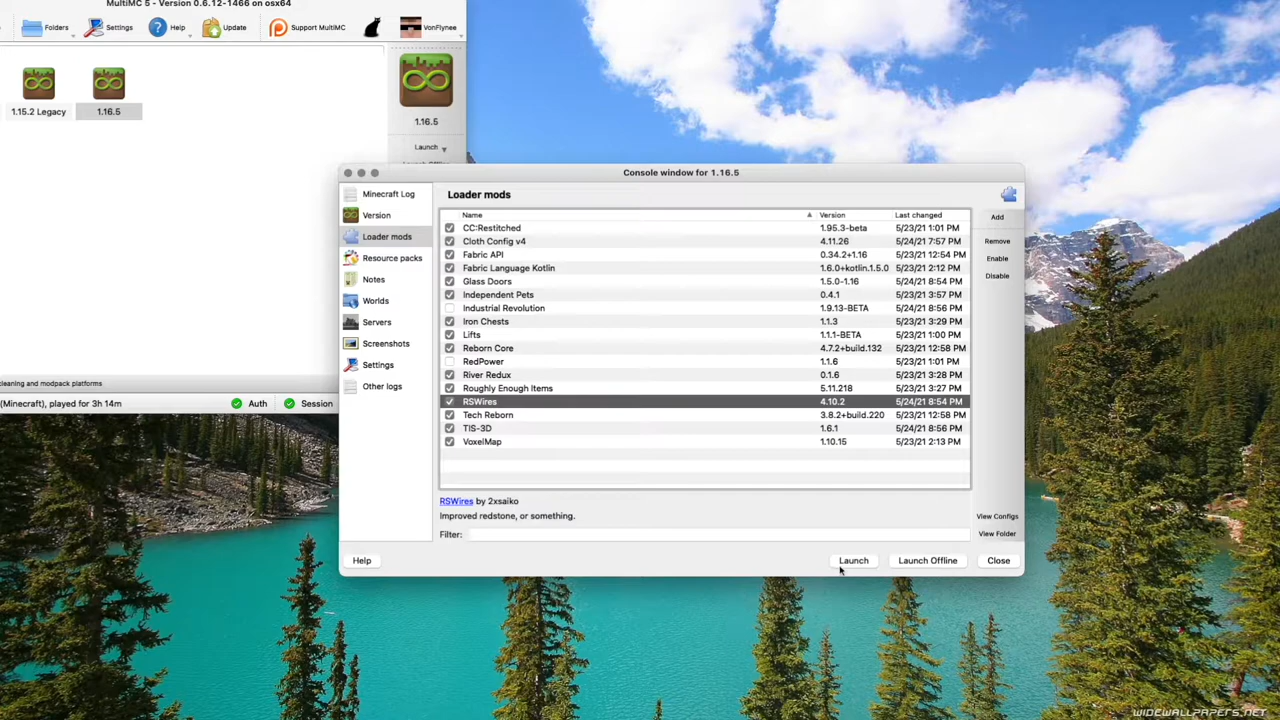 MultiMC 5 - Version 0.6.12-1466 on osx64
Folders Settings Help Update Support MultiMC VonFlynee
1.15.2 Legacy 1.16.5
1.16.5
Launch
cleaning and modpack platforms
(Minecraft), played for 3h 14m Auth Session
Console window for 1.16.5
Minecraft Log
Version
Loader mods
Resource packs
Notes
Worlds
Servers
Screenshots
Settings
Other logs
Loader mods
Name Version Last changed
CC:Restitched 1.95.3-beta 5/23/21 1:01 PM
Cloth Config v4 4.11.26 5/24/21 7:57 PM
Fabric API 0.34.2+1.16 5/23/21 12:54 PM
Fabric Language Kotlin 1.6.0+kotlin.1.5.0 5/23/21 2:12 PM
Glass Doors 1.5.0-1.16 5/24/21 8:54 PM
Independent Pets 0.4.1 5/23/21 3:57 PM
Industrial Revolution 1.9.13-BETA 5/24/21 8:56 PM
Iron Chests 1.1.3 5/23/21 3:29 PM
Lifts 1.1.1-BETA 5/23/21 1:00 PM
Reborn Core 4.7.2+build.132 5/23/21 12:58 PM
RedPower 1.1.6 5/23/21 1:01 PM
River Redux 0.1.6 5/23/21 3:28 PM
Roughly Enough Items 5.11.218 5/23/21 3:27 PM
RSWires 4.10.2 5/24/21 8:54 PM
Tech Reborn 3.8.2+build.220 5/23/21 12:58 PM
TIS-3D 1.6.1 5/24/21 8:56 PM
VoxelMap 1.10.15 5/23/21 2:13 PM
Add
Remove
Enable
Disable
View Configs
View Folder
RSWires by 2xsaiko
Improved redstone, or something.
Filter:
Help Launch Launch Offline Close
WIDEWALLPAPERS.NET